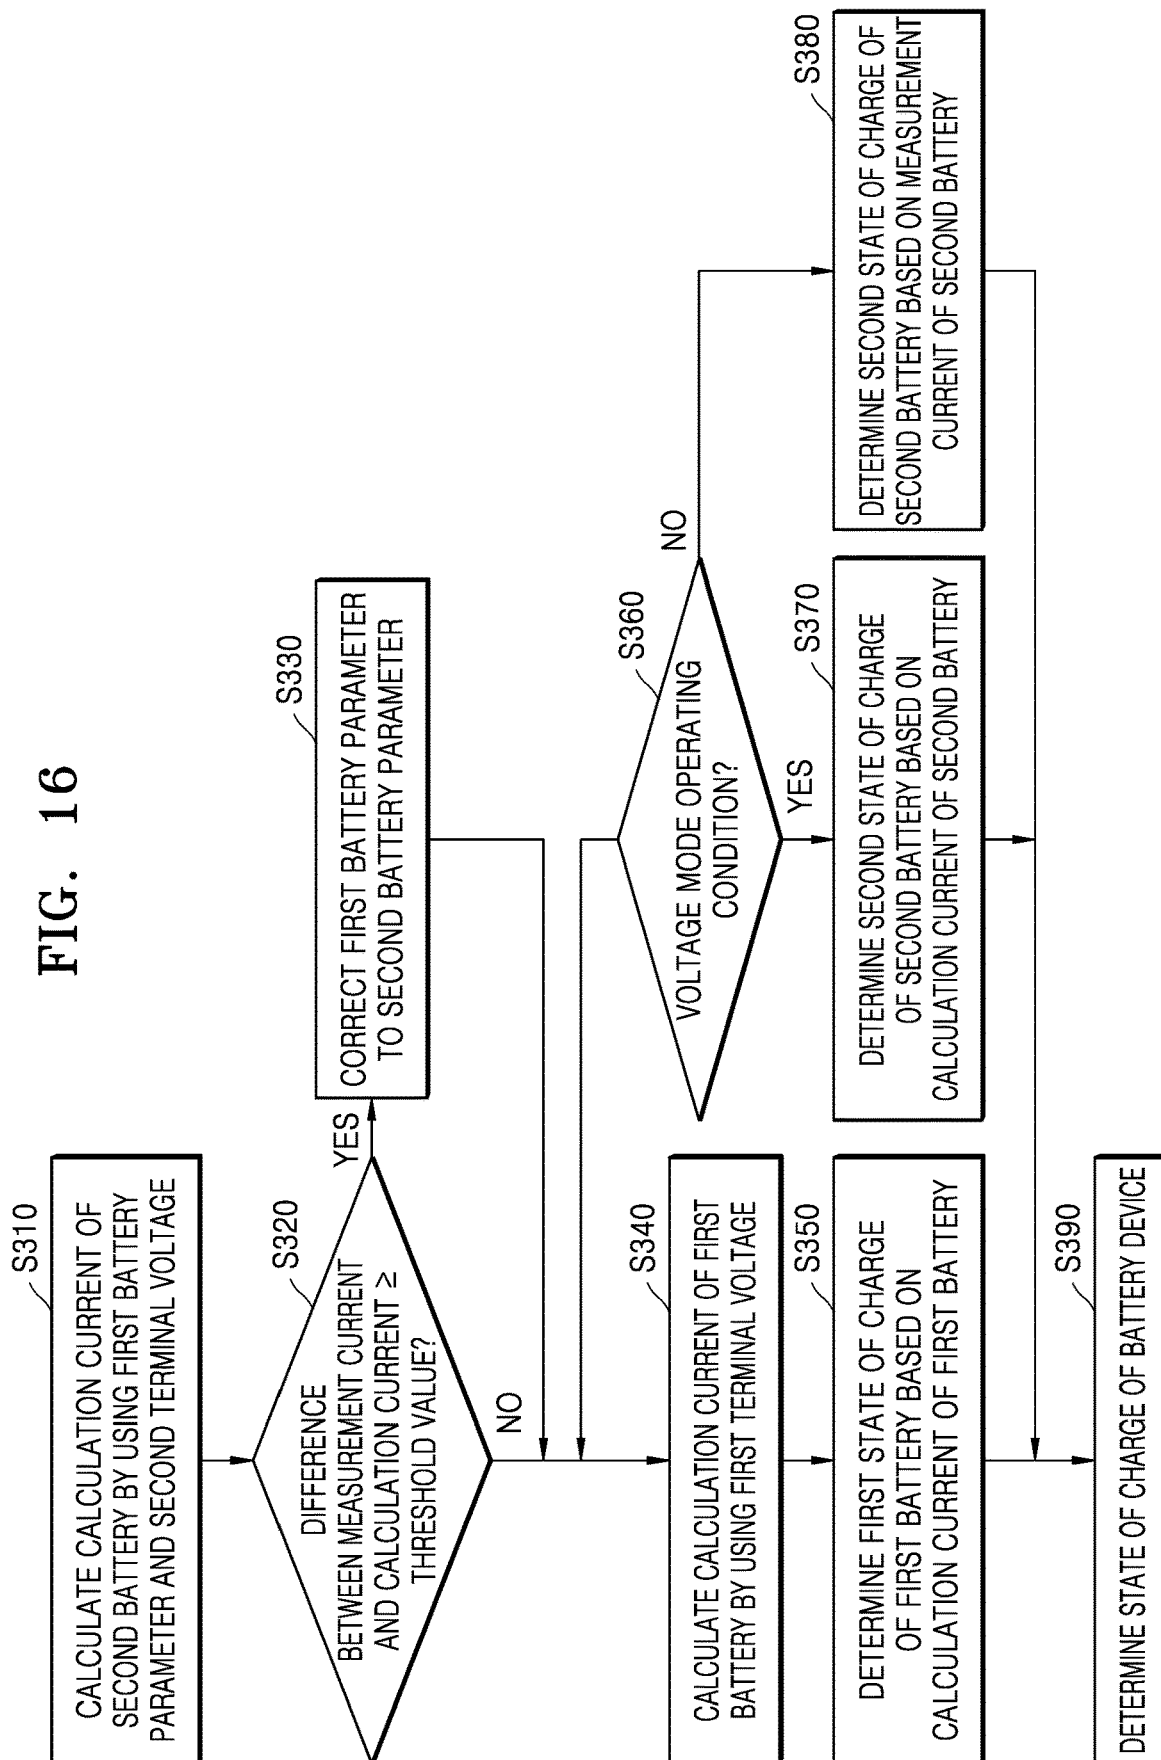 FIG. 16
S310
CALCULATE CALCULATION CURRENT OF
SECOND BATTERY BY USING FIRST BATTERY
PARAMETER AND SECOND TERMINAL VOLTAGE
S320
DIFFERENCE
BETWEEN MEASUREMENT CURRENT
AND CALCULATION CURRENT ≥
THRESHOLD VALUE?
YES
NO
S330
CORRECT FIRST BATTERY PARAMETER
TO SECOND BATTERY PARAMETER
S340
CALCULATE CALCULATION CURRENT OF FIRST
BATTERY BY USING FIRST TERMINAL VOLTAGE
S350
DETERMINE FIRST STATE OF CHARGE
OF FIRST BATTERY BASED ON
CALCULATION CURRENT OF FIRST BATTERY
S360
VOLTAGE MODE OPERATING
CONDITION?
NO
YES
S370
DETERMINE SECOND STATE OF CHARGE
OF SECOND BATTERY BASED ON
CALCULATION CURRENT OF SECOND BATTERY
S380
DETERMINE SECOND STATE OF CHARGE OF
SECOND BATTERY BASED ON MEASUREMENT
CURRENT OF SECOND BATTERY
S390
DETERMINE STATE OF CHARGE OF BATTERY DEVICE